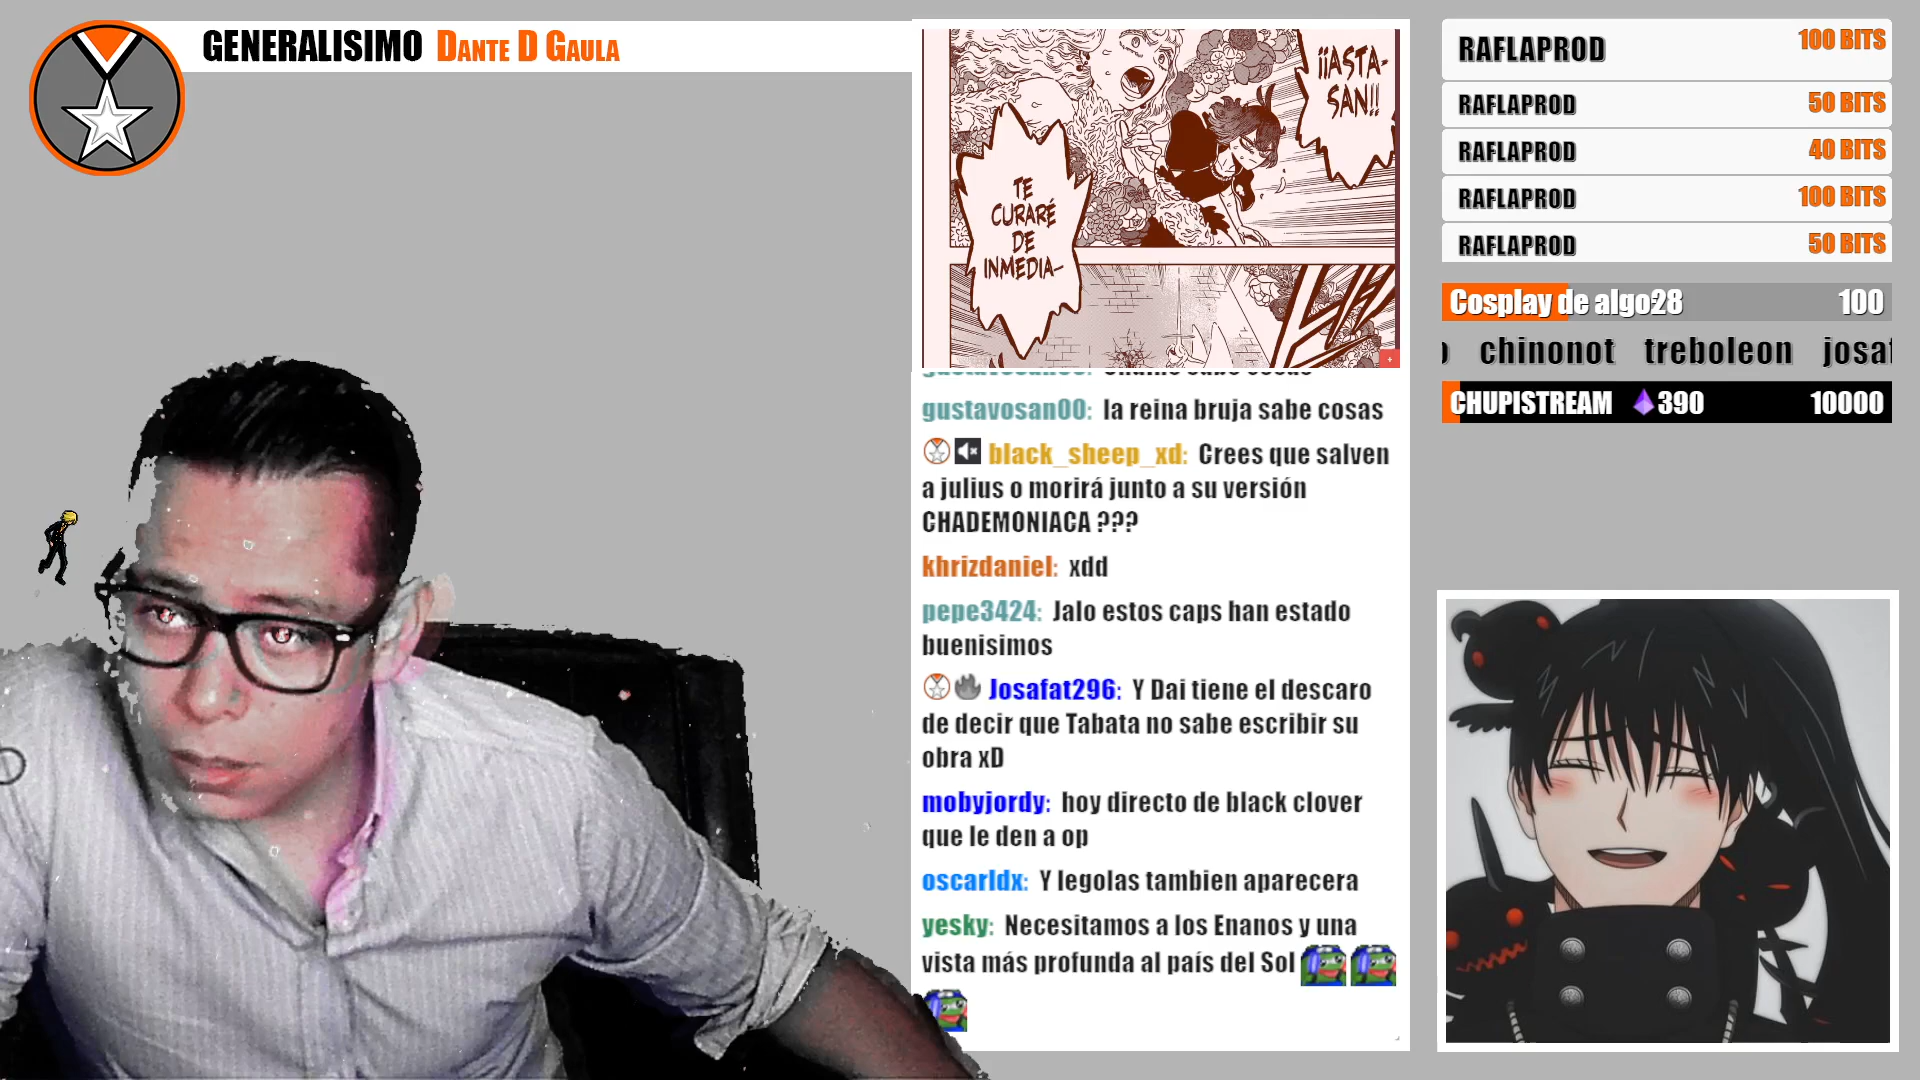 GENERALISIMO DANTE D GAULA
¡¡ASTA-
SAN!!
TE
CURARÉ
DE
INMEDIA-
gustavosan00: la reina bruja sabe cosas
black_sheep_xd: Crees que salven
a julius o morirá junto a su versión
CHADEMONIACA ???
khrizdaniel: xdd
pepe3424: Jalo estos caps han estado
buenisimos
Josafat296: Y Dai tiene el descaro
de decir que Tabata no sabe escribir su
obra xD
mobyjordy: hoy directo de black clover
que le den a op
oscarldx: Y legolas tambien aparecera
yesky: Necesitamos a los Enanos y una
vista más profunda al país del Sol
RAFLAPROD 100 BITS
RAFLAPROD 50 BITS
RAFLAPROD 40 BITS
RAFLAPROD 100 BITS
RAFLAPROD 50 BITS
Cosplay de algo28 100
chinonot treboleon josaf
CHUPISTREAM 390 10000